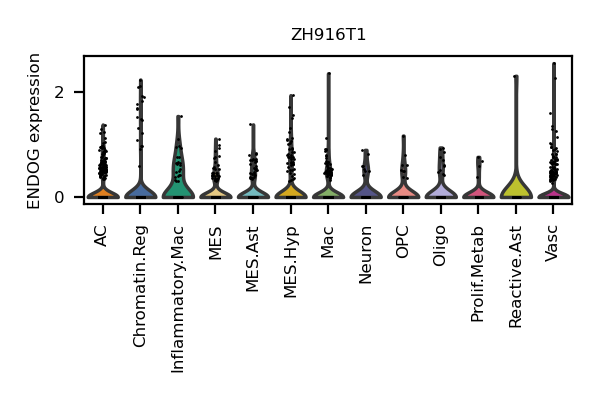 ZH916T1
ENDOG expression
2
0
AC
Chromatin.Reg
Inflammatory.Mac
MES
MES.Ast
MES.Hyp
Mac
Neuron
OPC
Oligo
Prolif.Metab
Reactive.Ast
Vasc